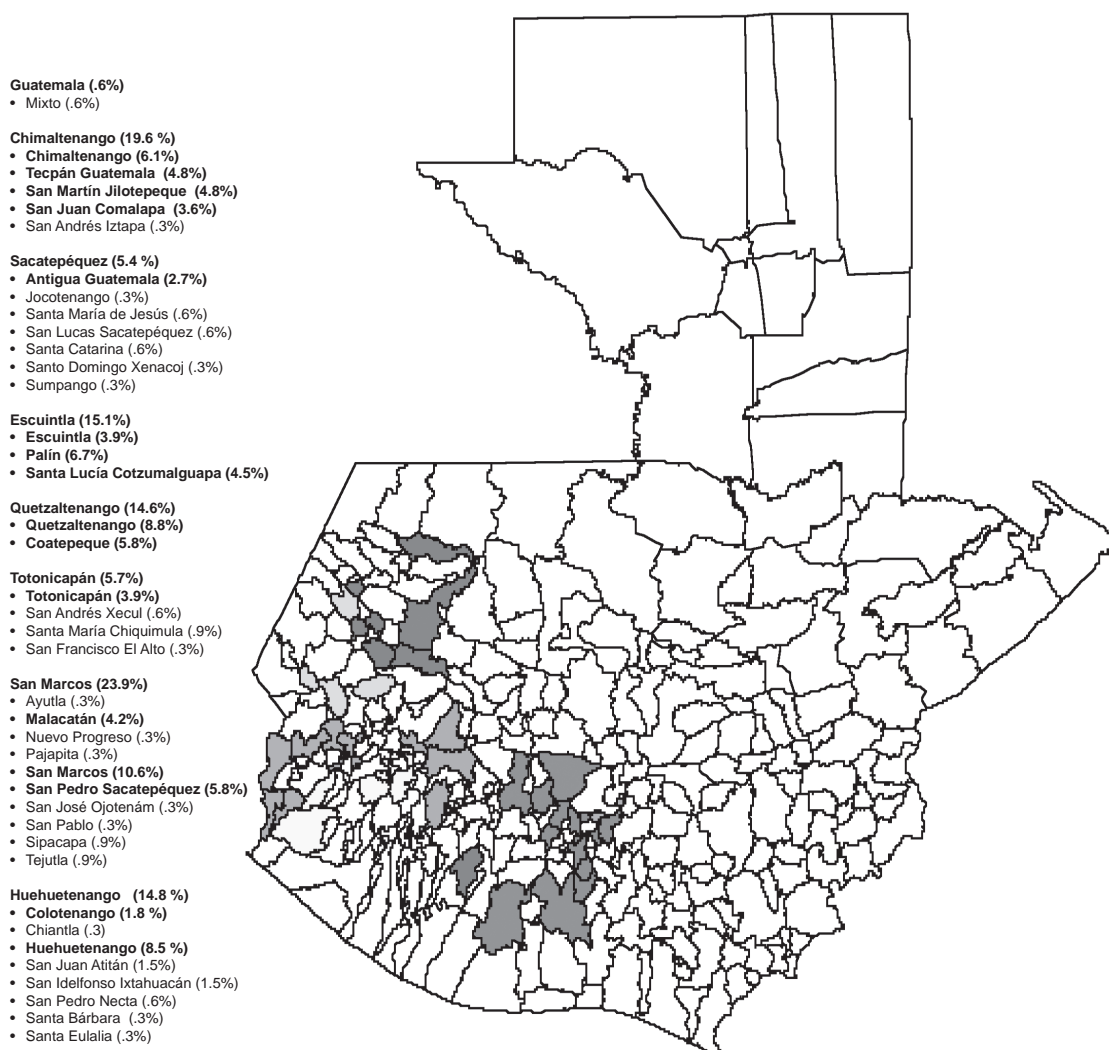 Guatemala (.6%)
• Mixto (.6%)
Chimaltenango (19.6 %)
• Chimaltenango (6.1%)
• Tecpán Guatemala (4.8%)
• San Martín Jilotepeque (4.8%)
• San Juan Comalapa (3.6%)
• San Andrés Iztapa (.3%)
Sacatepéquez (5.4 %)
• Antigua Guatemala (2.7%)
• Jocotenango (.3%)
• Santa María de Jesús (.6%)
• San Lucas Sacatepéquez (.6%)
• Santa Catarina (.6%)
• Santo Domingo Xenacoj (.3%)
• Sumpango (.3%)
Escuintla (15.1%)
• Escuintla (3.9%)
• Palín (6.7%)
• Santa Lucía Cotzumalguapa (4.5%)
Quetzaltenango (14.6%)
• Quetzaltenango (8.8%)
• Coatepeque (5.8%)
Totonicapán (5.7%)
• Totonicapán (3.9%)
• San Andrés Xecul (.6%)
• Santa María Chiquimula (.9%)
• San Francisco El Alto (.3%)
San Marcos (23.9%)
• Ayutla (.3%)
• Malacatán (4.2%)
• Nuevo Progreso (.3%)
• Pajapita (.3%)
• San Marcos (10.6%)
• San Pedro Sacatepéquez (5.8%)
• San José Ojotenám (.3%)
• San Pablo (.3%)
• Sipacapa (.9%)
• Tejutla (.9%)
Huehuetenango (14.8 %)
• Colotenango (1.8 %)
• Chiantla (.3)
• Huehuetenango (8.5 %)
• San Juan Atitán (1.5%)
• San Idelfonso Ixtahuacán (1.5%)
• San Pedro Necta (.6%)
• Santa Bárbara (.3%)
• Santa Eulalia (.3%)